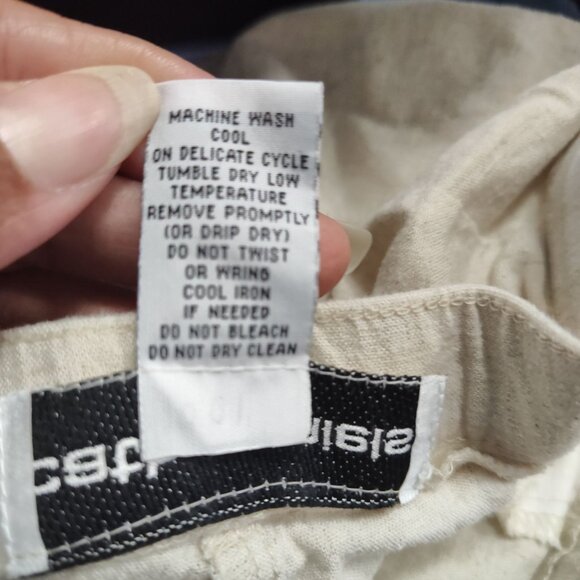 MACHINE WASH
COOL
ON DELICATE CYCLE
TUMBLE DRY LOW
TEMPERATURE
REMOVE PROMPTLY
(OR DRIP DRY)
DO NOT TWIST
OR WRING
COOL IRON
IF NEEDED
DO NOT BLEACH
DO NOT DRY CLEAN